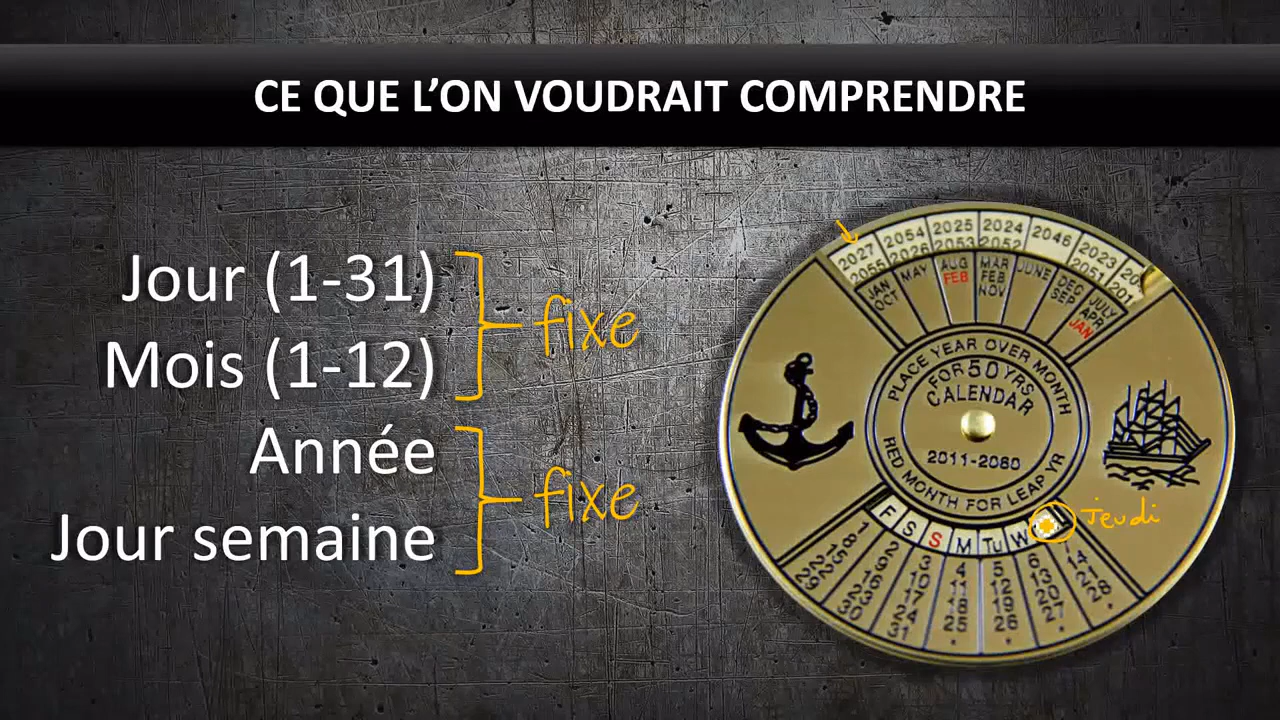 CE QUE L'ON VOUDRAIT COMPRENDRE
Jour (1-31)
Mois (1-12)
fixe
Année
Jour semaine
fixe
2027 2054 2025 2024 2046 2023
2055 2026 2053 2052 2051 201
JAN OCT
MAY
AUG FEB
MAR FEB NOV
JUNE
DEC SEP
JULY APR JAN
PLACE YEAR OVER MONTH
FOR 50 YRS
CALENDAR
2011-2060
RED MONTH FOR LEAP YR
F S S M Tu W
jeudi
1 8 15 22 29
2 9 16 23 30
3 10 17 24 31
4 11 18 25
5 12 19 26
6 13 20 27
7 14 21 28